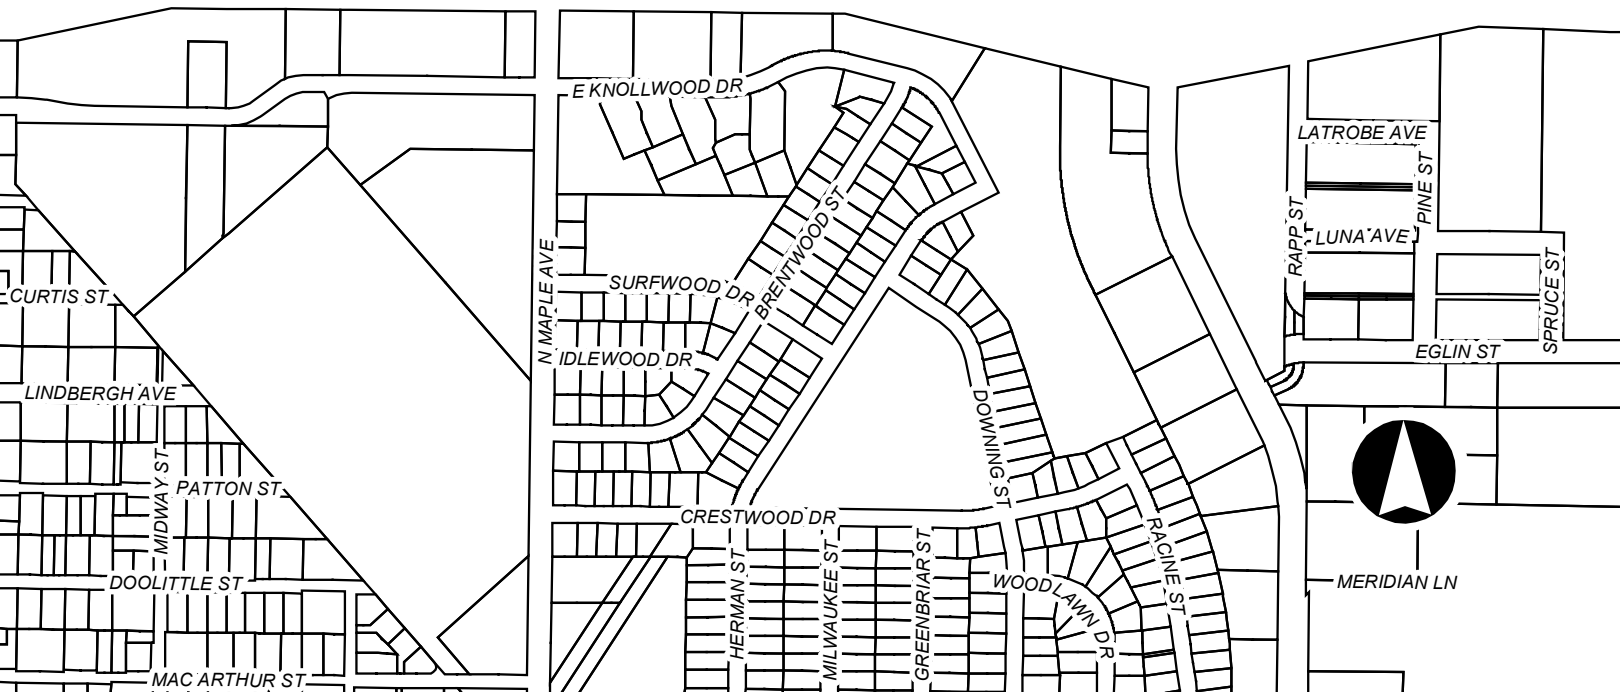 E KNOLLWOOD DR
LATROBE AVE
PINE ST
RAPP ST
LUNA AVE
BRENTWOOD ST
N MAPLE AVE
SURFWOOD DR
SPRUCE ST
CURTIS ST
IDLEWOOD DR
EGLIN ST
LINDBERGH AVE
DOWNING ST
MIDWAY ST
PATTON ST
CRESTWOOD DR
RACINE ST
HERMAN ST
MILWAUKEE ST
GREENBRIAR ST
DOOLITTLE ST
WOODLAWN DR
MERIDIAN LN
MAC ARTHUR ST